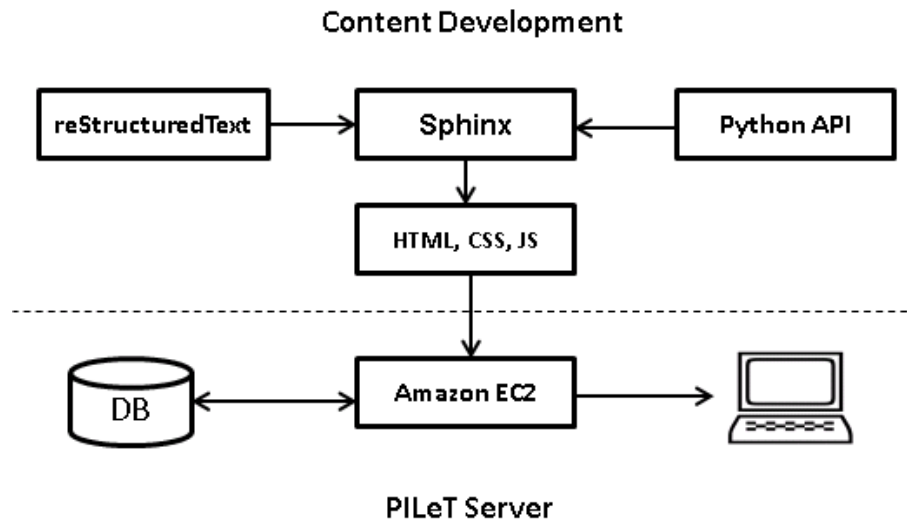 Content Development
reStructuredText
Sphinx
Python API
HTML, CSS, JS
DB
Amazon EC2
PILeT Server